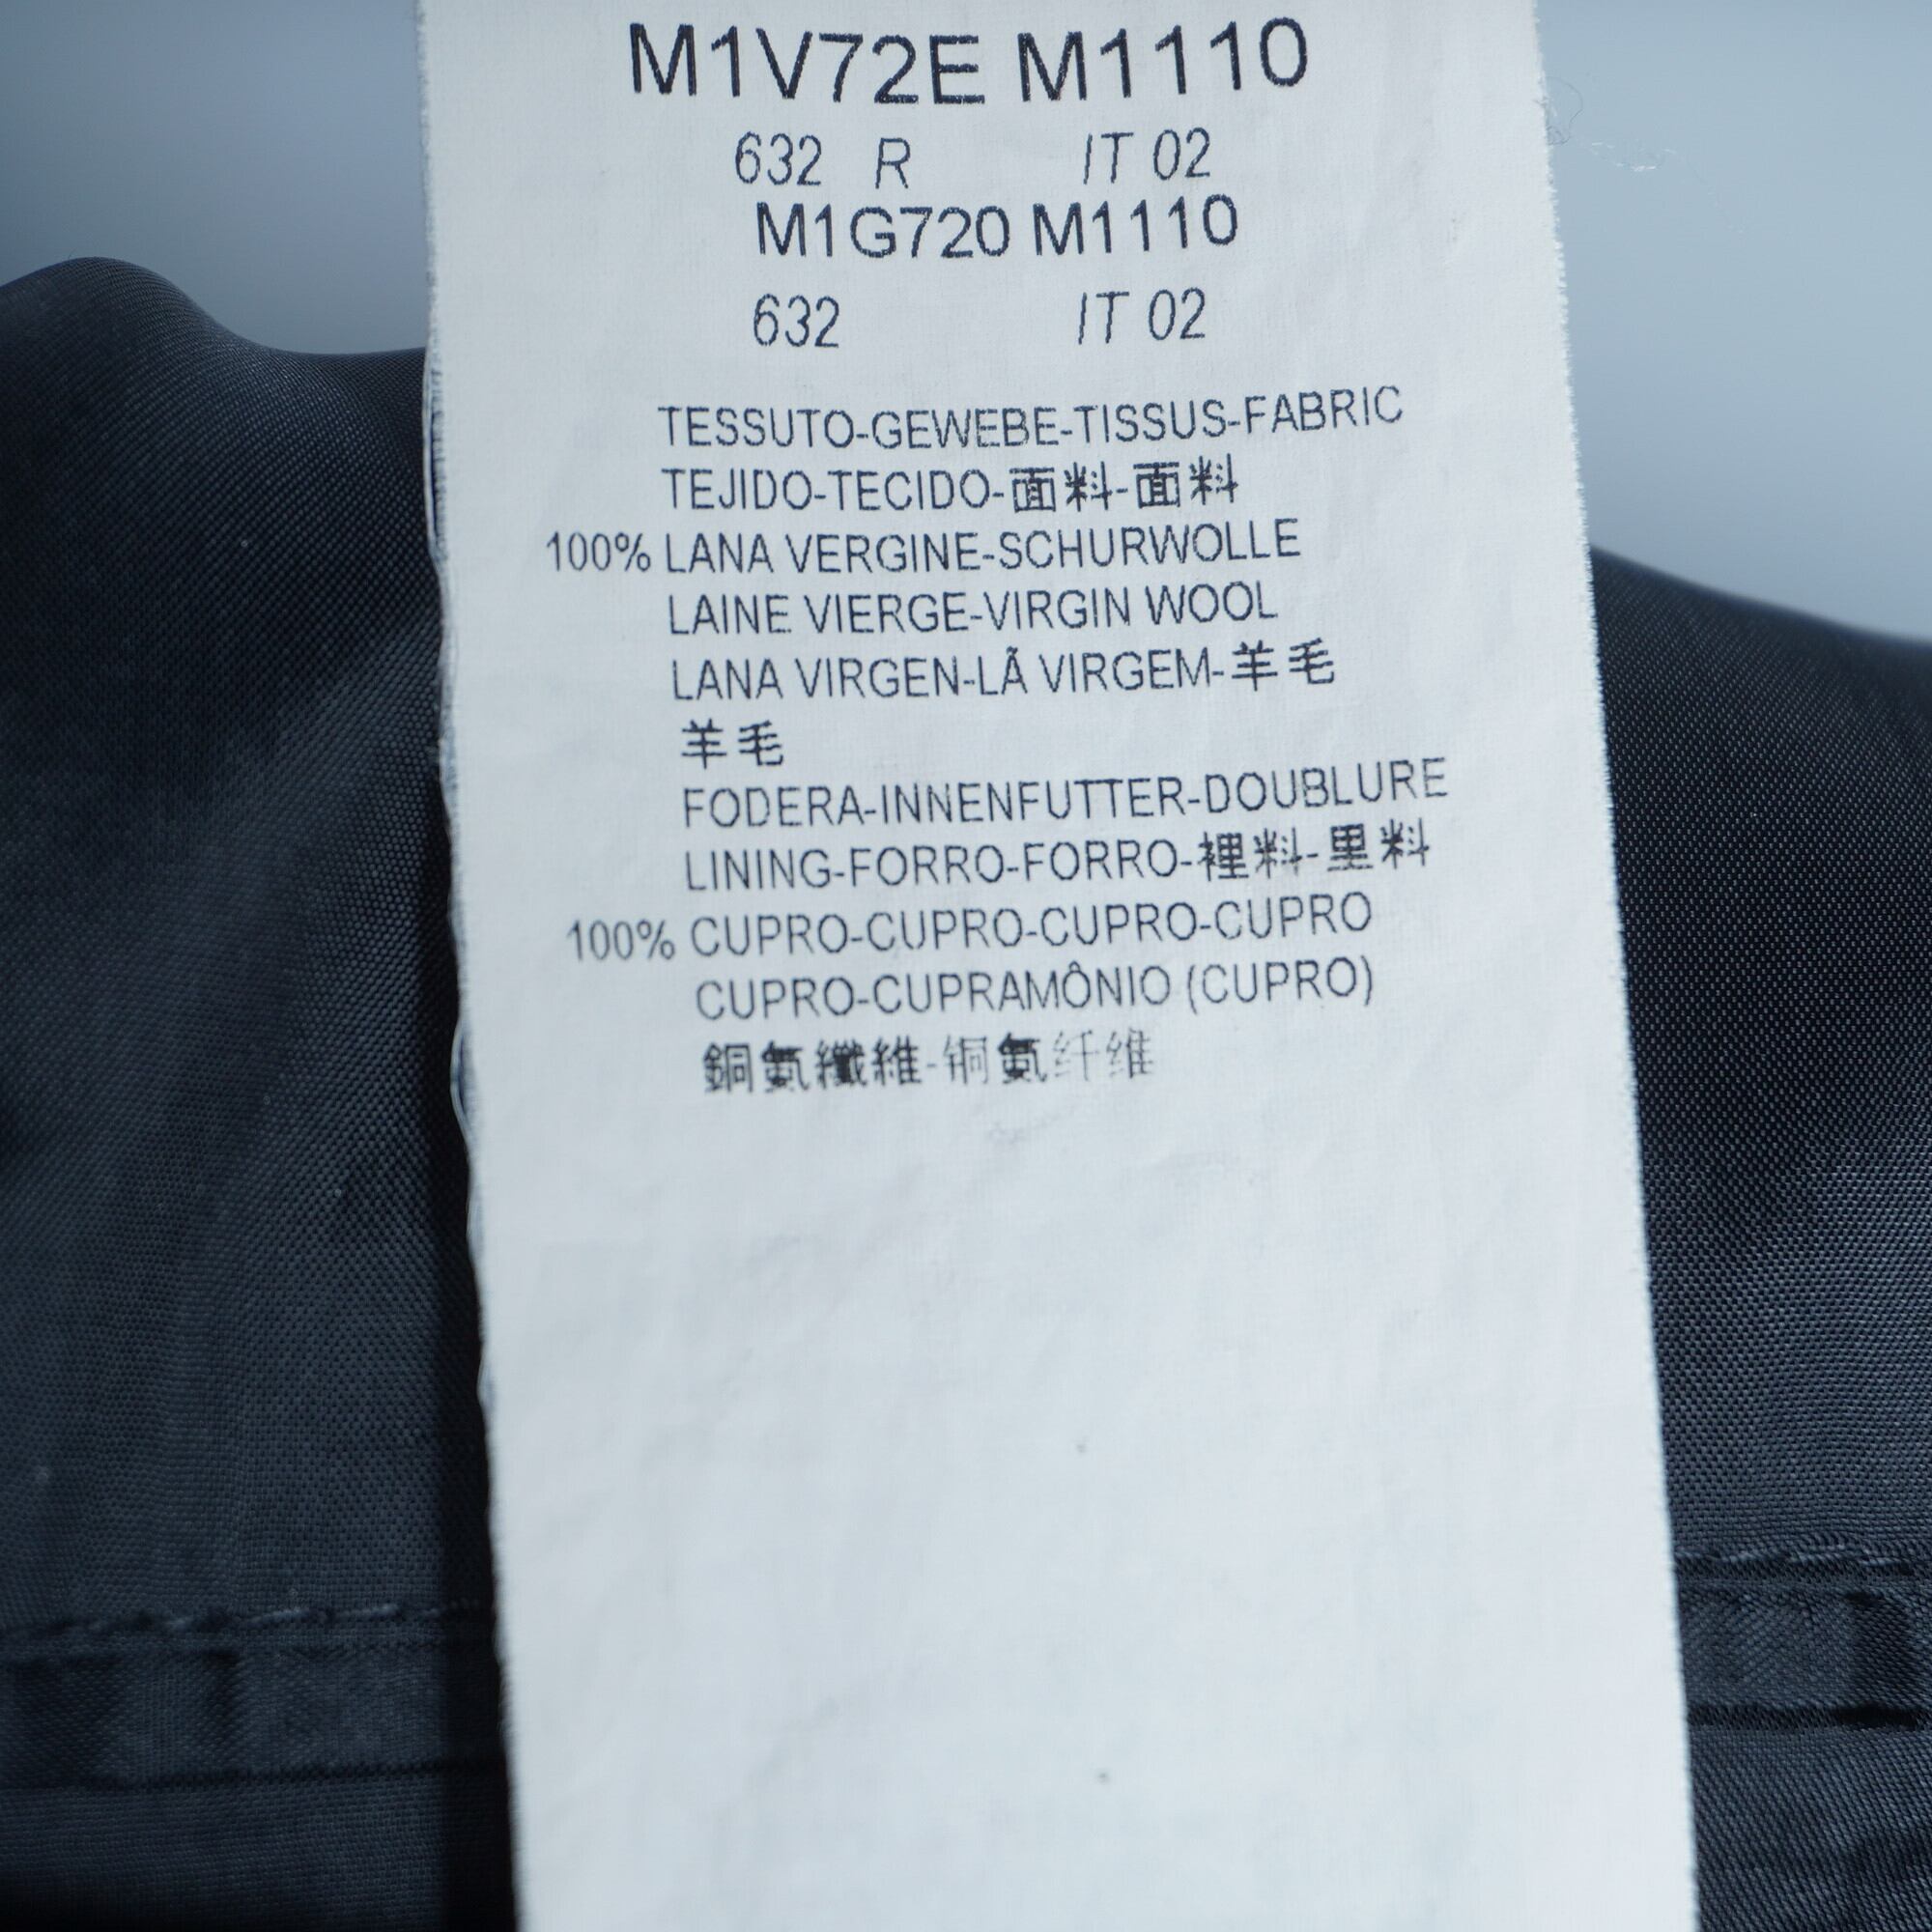 M1V72E M1110
632 R IT 02
M1G720 M1110
632 IT 02
TESSUTO-GEWEBE-TISSUS-FABRIC
TEJIDO-TECIDO-面料-面料
100% LANA VERGINE-SCHURWOLLE
LAINE VIERGE-VIRGIN WOOL
LANA VIRGEN-LÃ VIRGEM-羊毛
羊毛
FODERA-INNENFUTTER-DOUBLURE
LINING-FORRO-FORRO-裡料-里料
100% CUPRO-CUPRO-CUPRO-CUPRO
CUPRO-CUPRAMÔNIO (CUPRO)
銅氨纖維-铜氨纤维